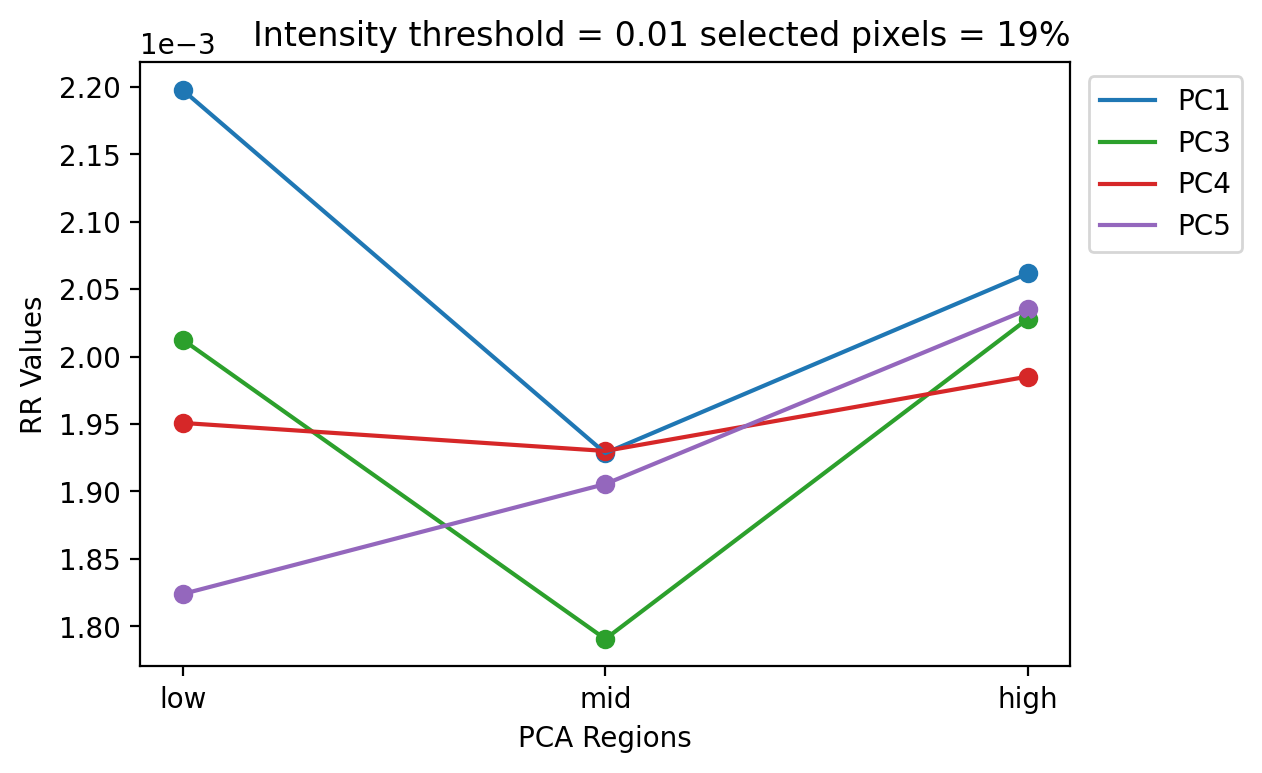 Intensity threshold = 0.01 selected pixels = 19%
1e−3
2.20
2.15
2.10
2.05
2.00
1.95
1.90
1.85
1.80
RR Values
low
mid
high
PCA Regions
PC1
PC3
PC4
PC5